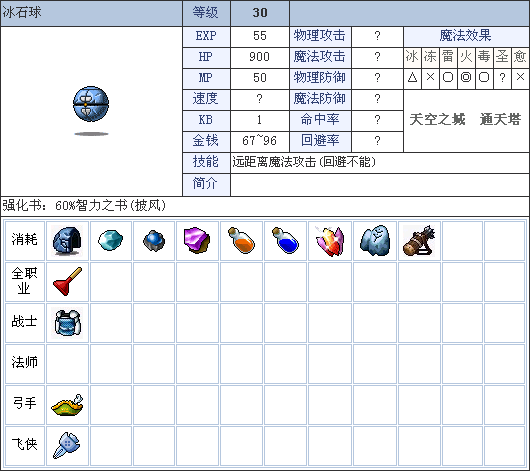 冰石球 等级 30
EXP 55 物理攻击 ? 魔法效果
HP 900 魔法攻击 ? 冰 冻 雷 火 毒 圣 愈
MP 50 物理防御 ? △ × ○ ◎ ○ ? ×
速度 ? 魔法防御 ? 天空之城 通天塔
KB 1 命中率 ?
金钱 67~96 回避率 ?
技能 远距离魔法攻击(回避不能)
简介
强化书: 60%智力之书(披风)
消耗
全职业
战士
法师
弓手
飞侠